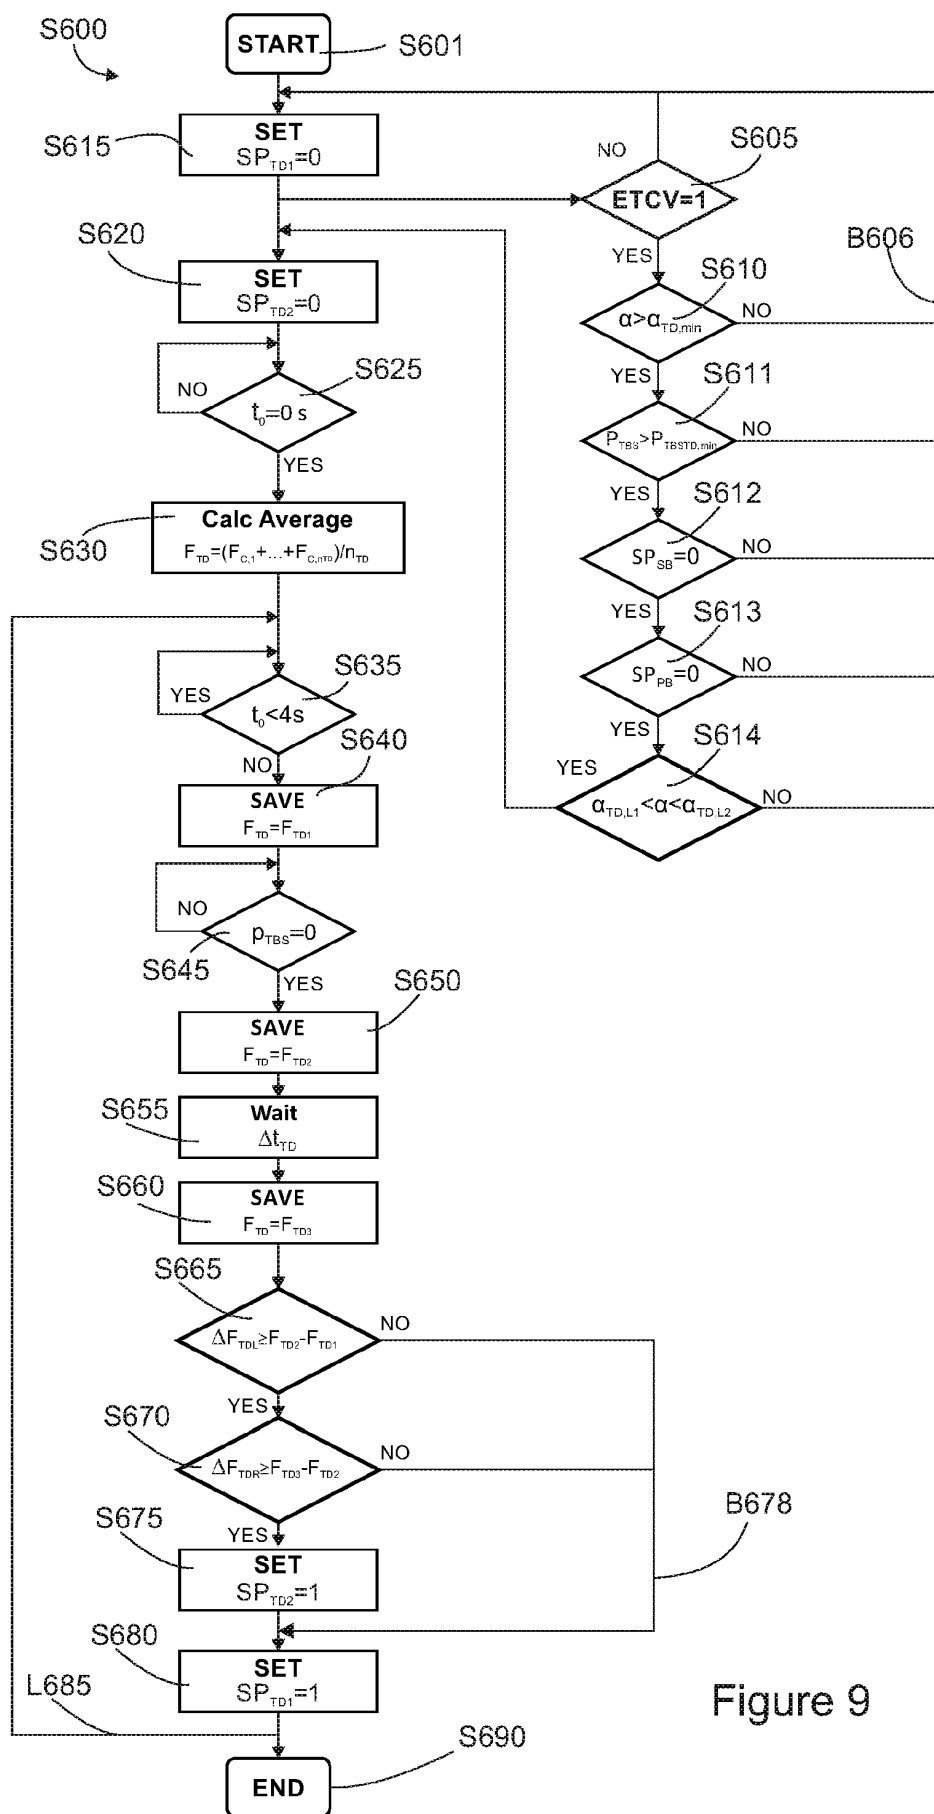 S600
START
S601
SET
SP_TD1=0
S615
NO
S605
ETCV=1
YES
S620
SET
SP_TD2=0
B606
S610
α>α_TD,min
NO
YES
NO
S625
t_0=0 s
YES
S611
P_TBS>P_TBSTD,min
NO
YES
Calc Average
F_TD=(F_C,1+...+F_C,nTD)/n_TD
S630
S612
SP_SB=0
NO
YES
S613
SP_PB=0
NO
YES
YES
S635
t_0<4s
NO
S614
YES
α_TD,L1<α<α_TD,L2
NO
S640
SAVE
F_TD=F_TD1
NO
p_TBS=0
S645
YES
S650
SAVE
F_TD=F_TD2
S655
Wait
Δt_TD
S660
SAVE
F_TD=F_TD3
S665
ΔF_TDL≥F_TD2-F_TD1
NO
YES
S670
ΔF_TDR≥F_TD3-F_TD2
NO
YES
B678
S675
SET
SP_TD2=1
S680
SET
SP_TD1=1
L685
Figure 9
S690
END